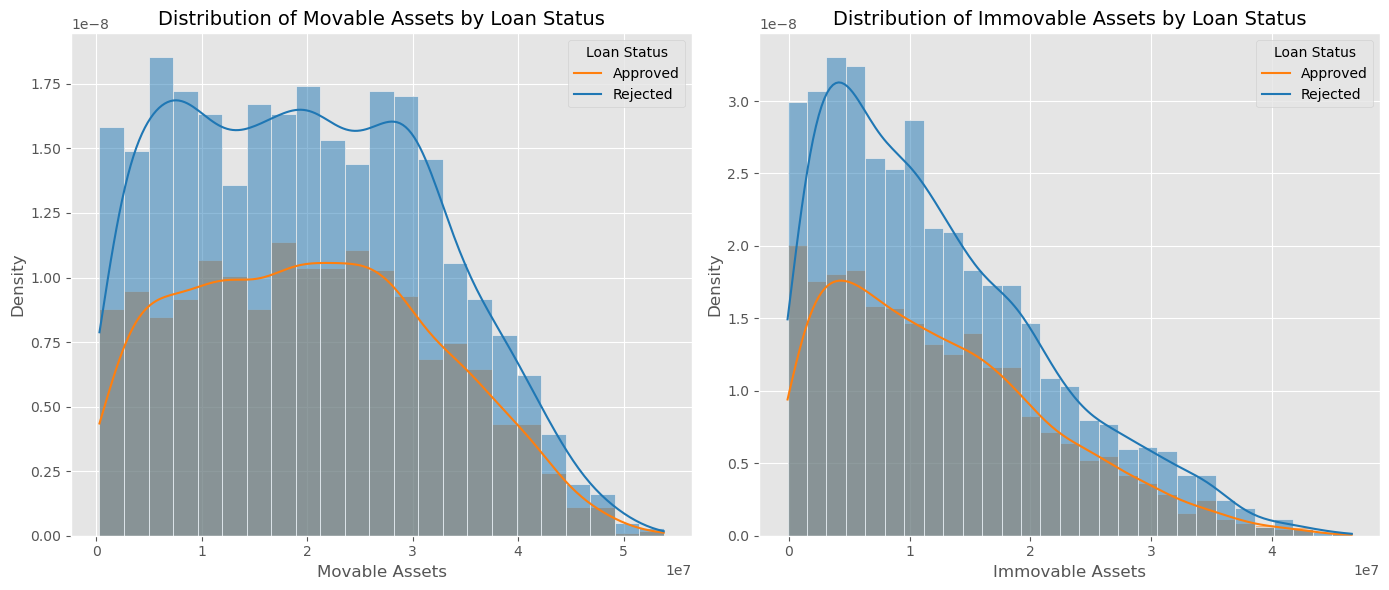 Distribution of Movable Assets by Loan Status
1e−8
Loan Status
Approved
Rejected
1.75
1.50
1.25
1.00
0.75
0.50
0.25
0.00
Density
0 1 2 3 4 5
1e7
Movable Assets
Distribution of Immovable Assets by Loan Status
1e−8
Loan Status
Approved
Rejected
3.0
2.5
2.0
1.5
1.0
0.5
0.0
Density
0 1 2 3 4
1e7
Immovable Assets